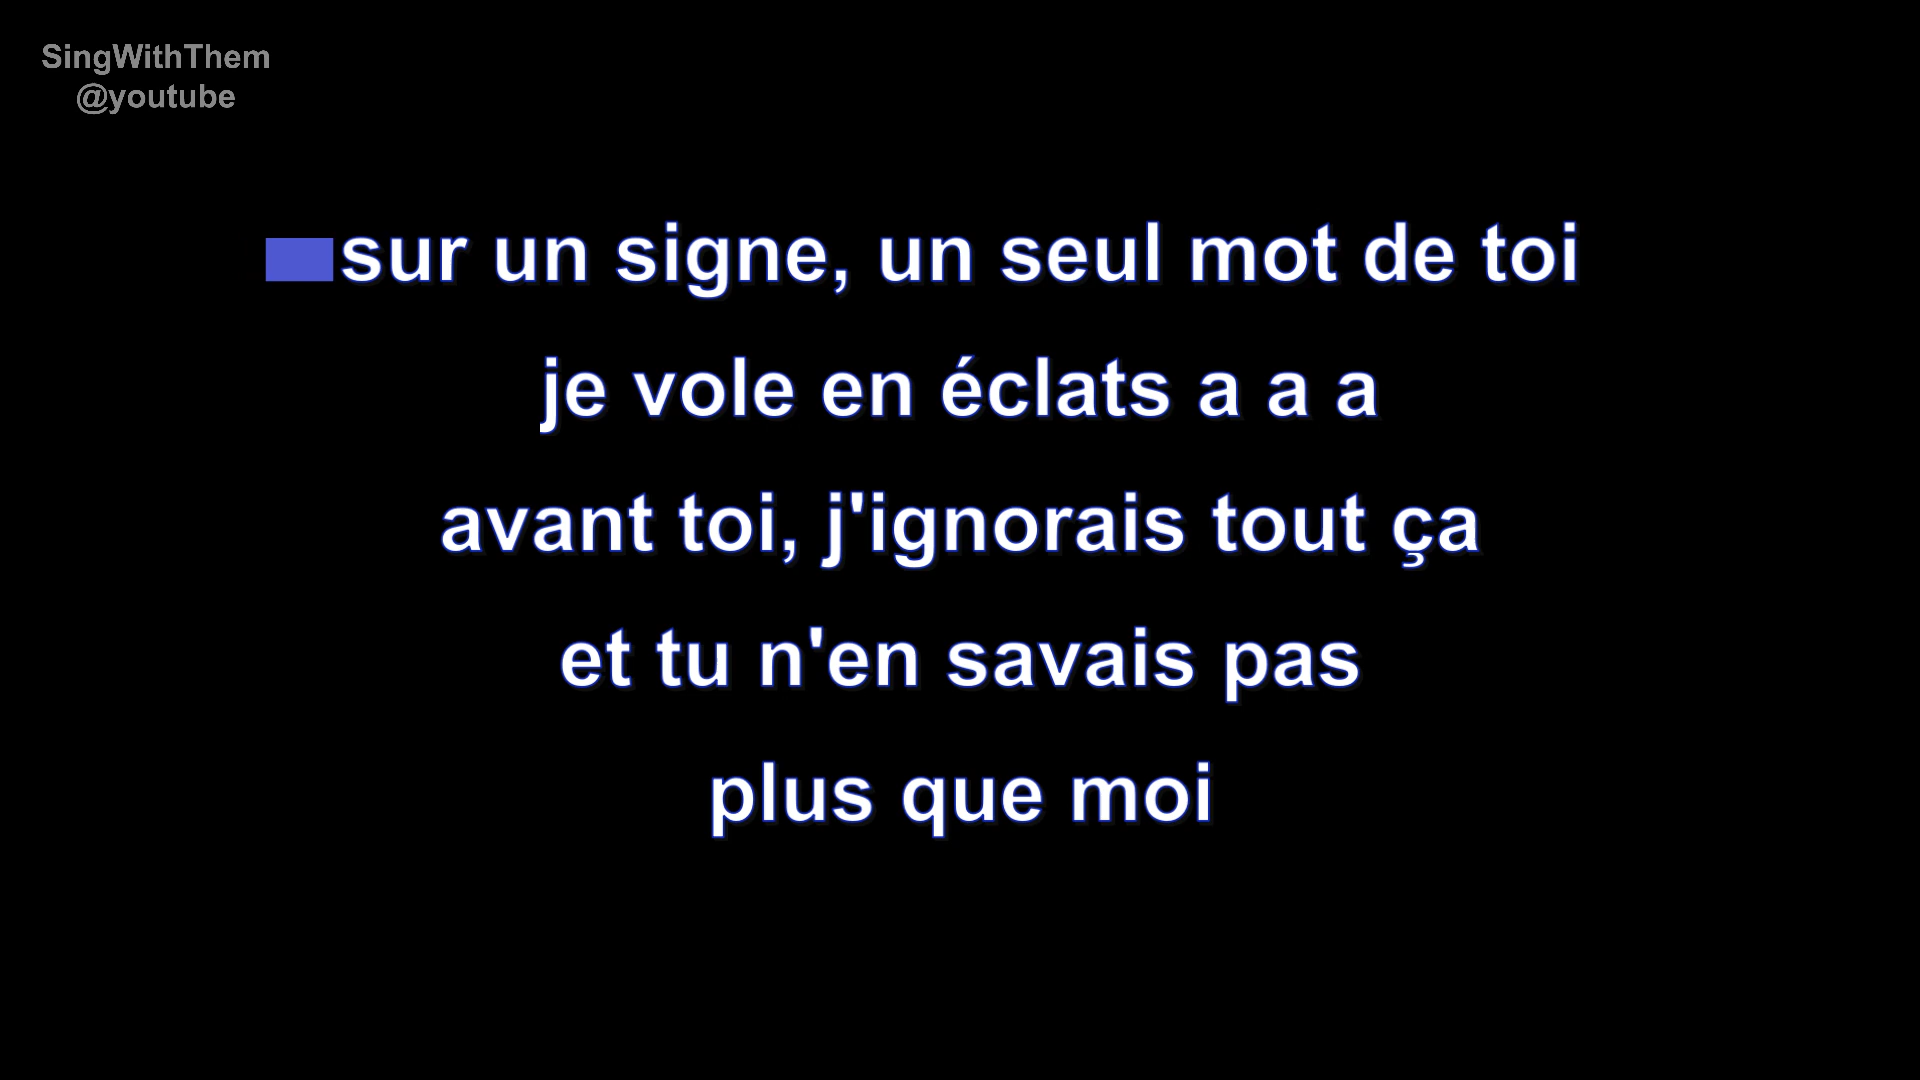 SingWithThem
@youtube
sur un signe, un seul mot de toi
je vole en éclats a a a
avant toi, j'ignorais tout ça
et tu n'en savais pas
plus que moi